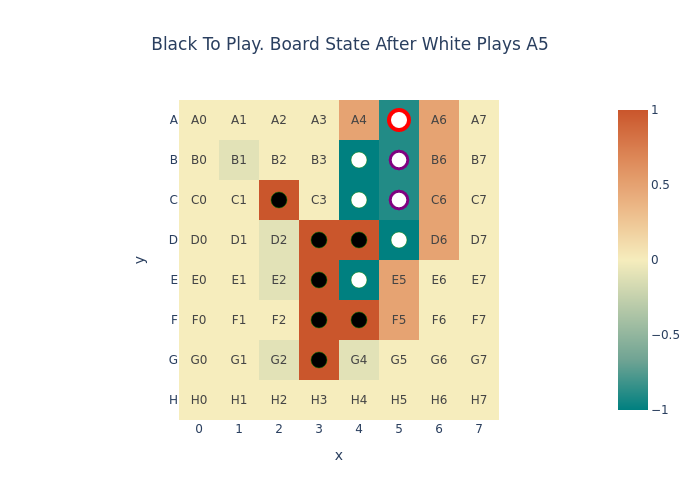 Black To Play. Board State After White Plays A5
A A0 A1 A2 A3 A4 A6 A7
B B0 B1 B2 B3 B6 B7
C C0 C1 C3 C6 C7
D D0 D1 D2 D6 D7
E E0 E1 E2 E5 E6 E7
F F0 F1 F2 F5 F6 F7
G G0 G1 G2 G4 G5 G6 G7
H H0 H1 H2 H3 H4 H5 H6 H7
0 1 2 3 4 5 6 7
x
y
1
0.5
0
−0.5
−1